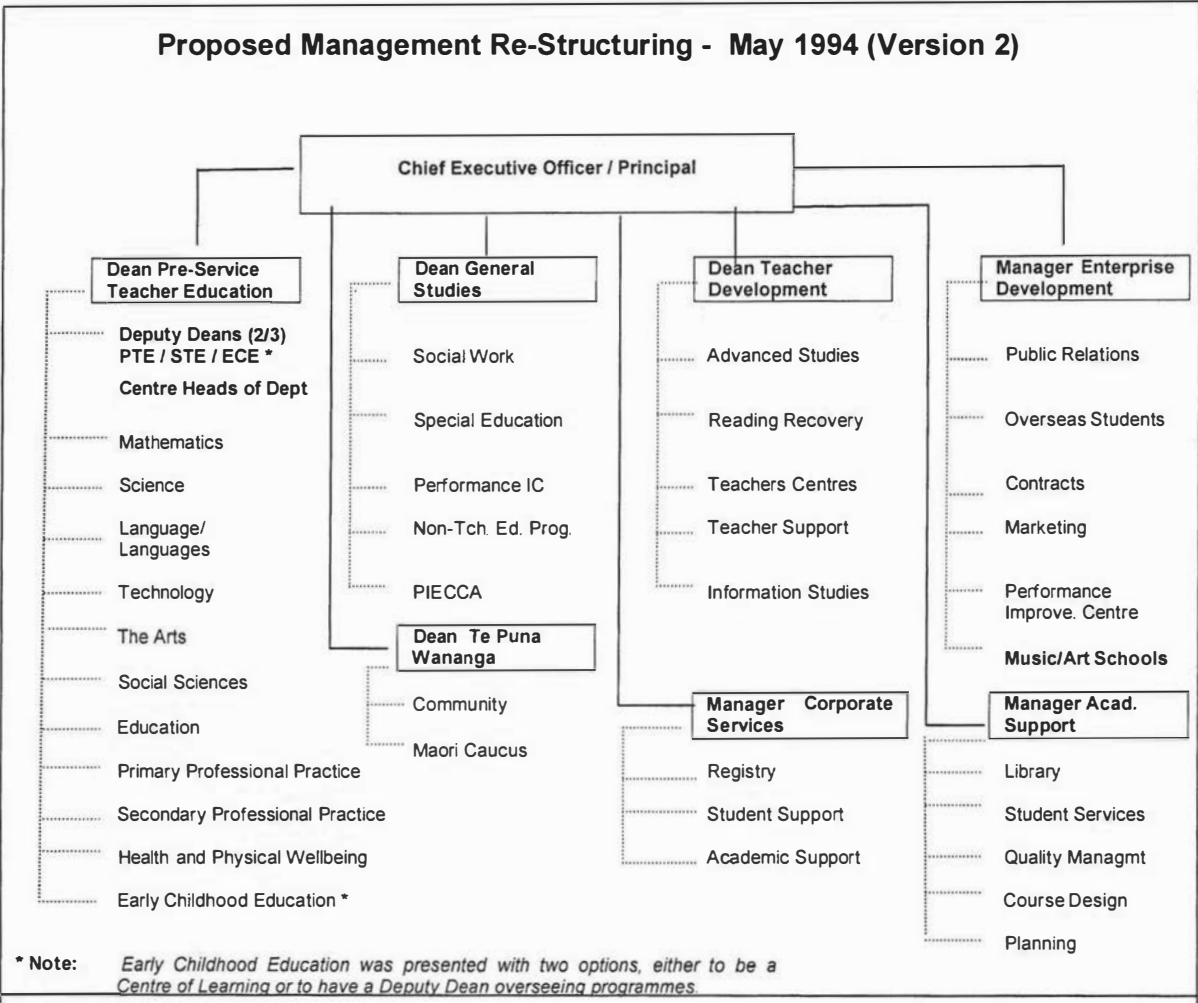 Proposed Management Re-Structuring - May 1994 (Version 2)
Chief Executive Officer / Principal
Dean Pre-Service
Teacher Education
Deputy Deans (2/3)
PTE / STE / ECE *
Centre Heads of Dept
Mathematics
Science
Language/
Languages
Technology
The Arts
Social Sciences
Education
Primary Professional Practice
Secondary Professional Practice
Health and Physical Wellbeing
Early Childhood Education *
Dean General
Studies
Social Work
Special Education
Performance IC
Non-Tch. Ed. Prog.
PIECCA
Dean Te Puna
Wananga
Community
Maori Caucus
Dean Teacher
Development
Advanced Studies
Reading Recovery
Teachers Centres
Teacher Support
Information Studies
Manager Corporate
Services
Registry
Student Support
Academic Support
Manager Enterprise
Development
Public Relations
Overseas Students
Contracts
Marketing
Performance
Improve. Centre
Music/Art Schools
Manager Acad.
Support
Library
Student Services
Quality Managmt
Course Design
Planning
* Note: Early Childhood Education was presented with two options, either to be a
Centre of Learning or to have a Deputy Dean overseeing programmes.